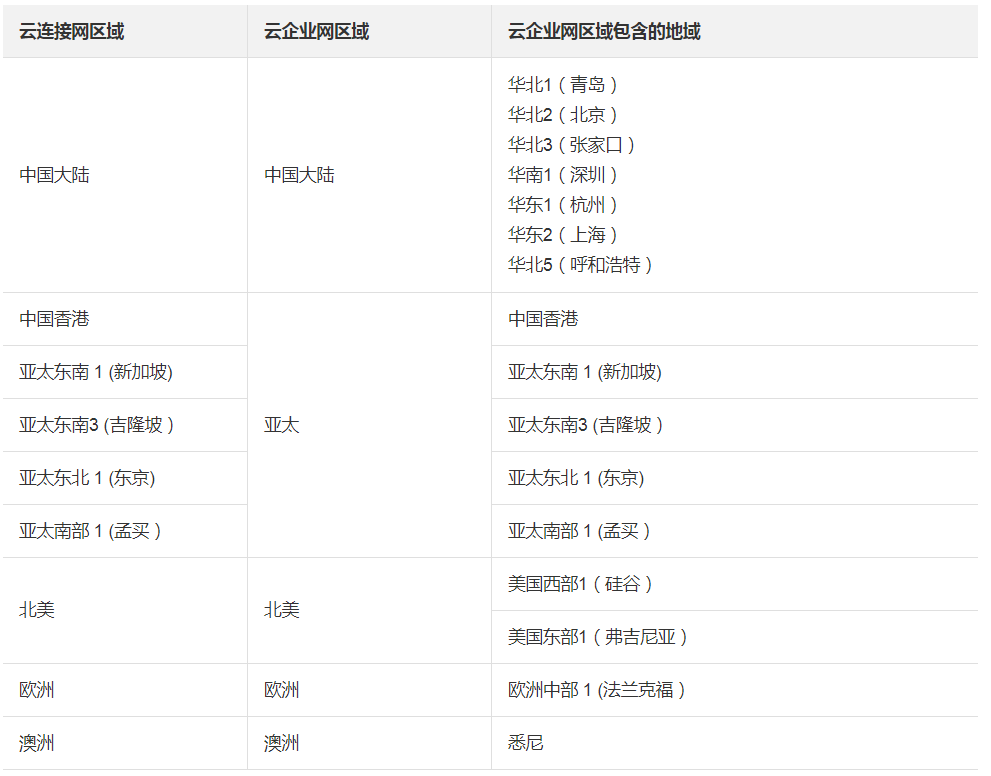 云连接网区域 云企业网区域 云企业网区域包含的地域
中国大陆 中国大陆 华北1（青岛）
华北2（北京）
华北3（张家口）
华南1（深圳）
华东1（杭州）
华东2（上海）
华北5（呼和浩特）
中国香港 亚太 中国香港
亚太东南 1 (新加坡) 亚太东南 1 (新加坡)
亚太东南3 (吉隆坡） 亚太东南3 (吉隆坡）
亚太东北 1 (东京) 亚太东北 1 (东京)
亚太南部 1 (孟买） 亚太南部 1 (孟买）
北美 北美 美国西部1（硅谷）
美国东部1（弗吉尼亚）
欧洲 欧洲 欧洲中部 1 (法兰克福）
澳洲 澳洲 悉尼